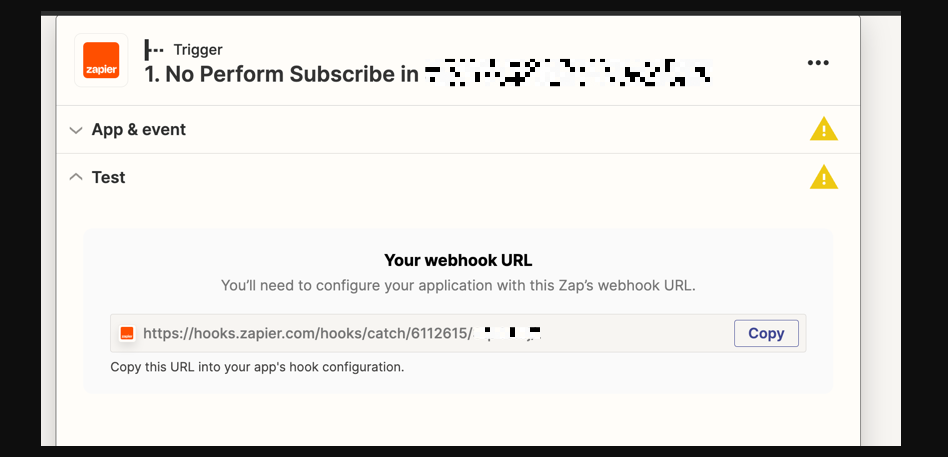 zapier
Trigger
1. No Perform Subscribe in
App & event
Test
Your webhook URL
You'll need to configure your application with this Zap's webhook URL.
https://hooks.zapier.com/hooks/catch/6112615/
Copy
Copy this URL into your app's hook configuration.